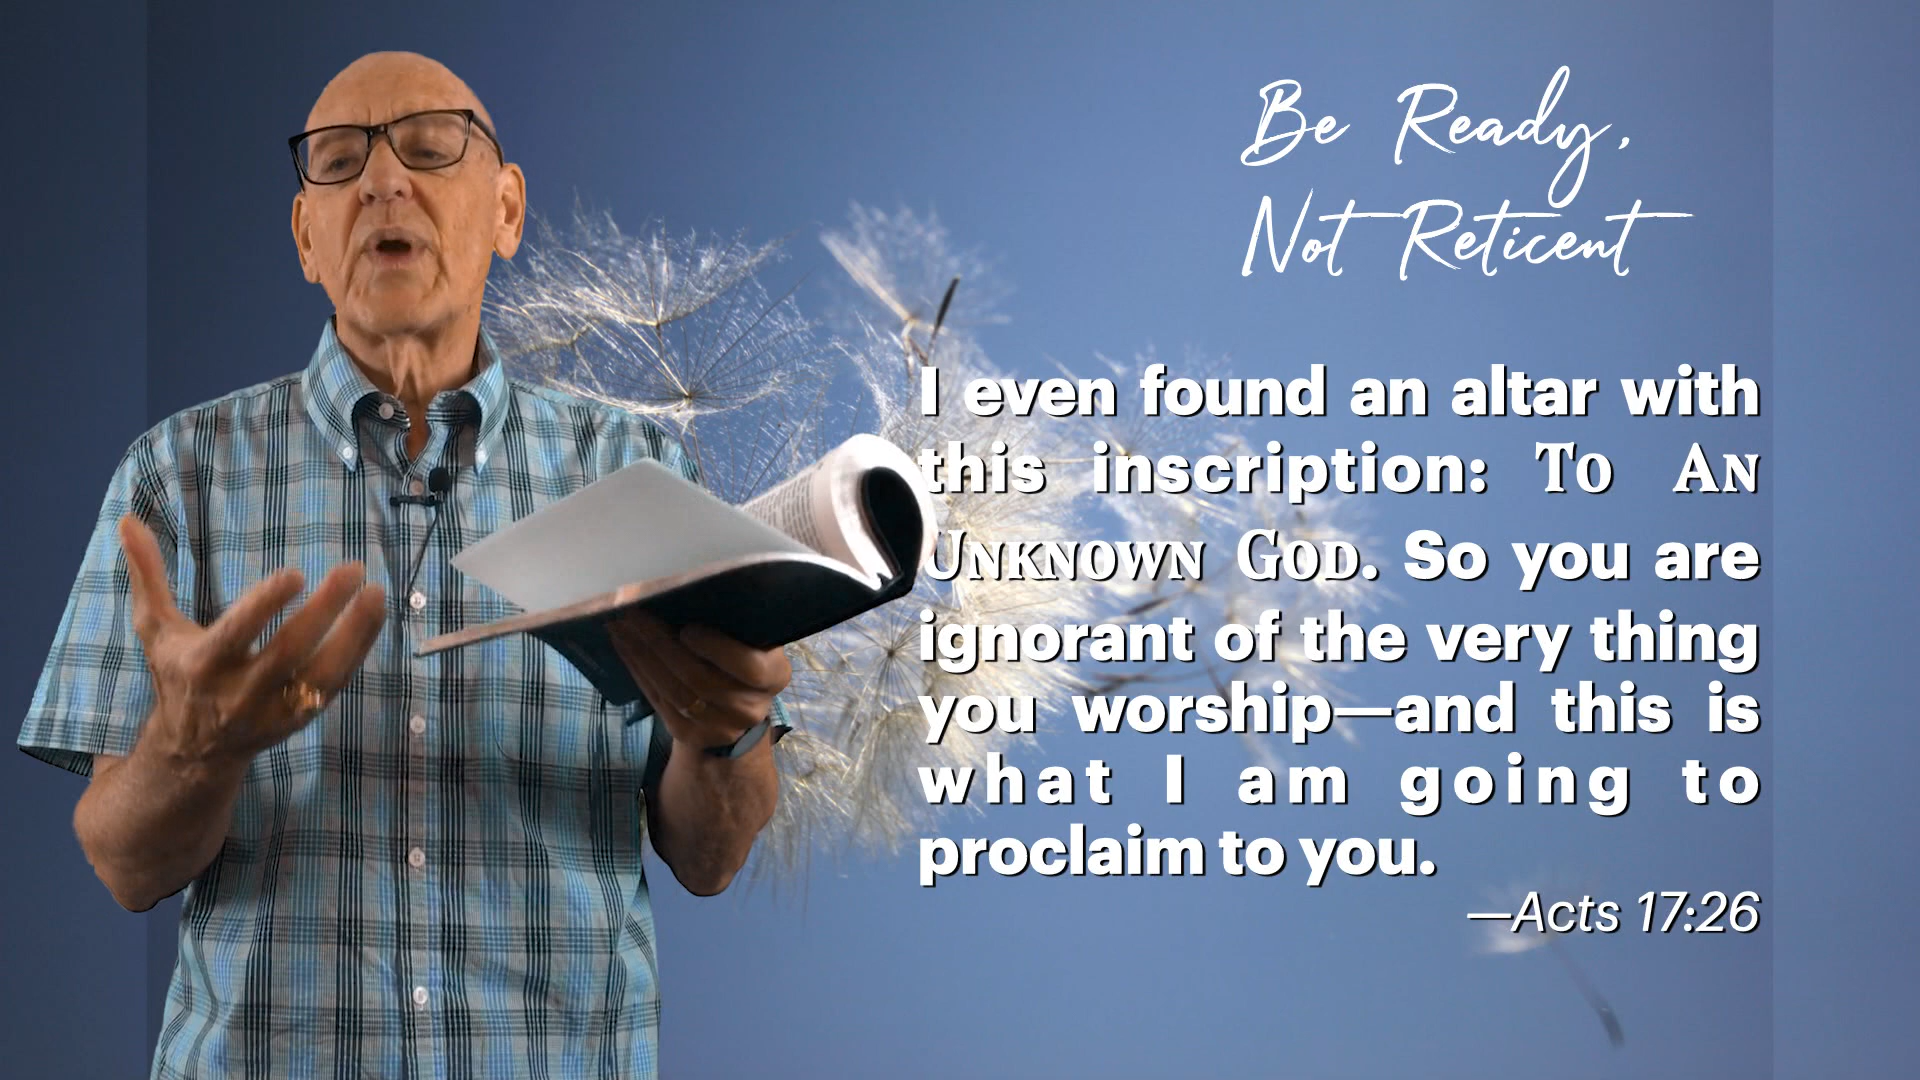 Be Ready,
Not Reticent
I even found an altar with
this inscription: To An
Unknown God. So you are
ignorant of the very thing
you worship—and this is
what I am going to
proclaim to you.
—Acts 17:26